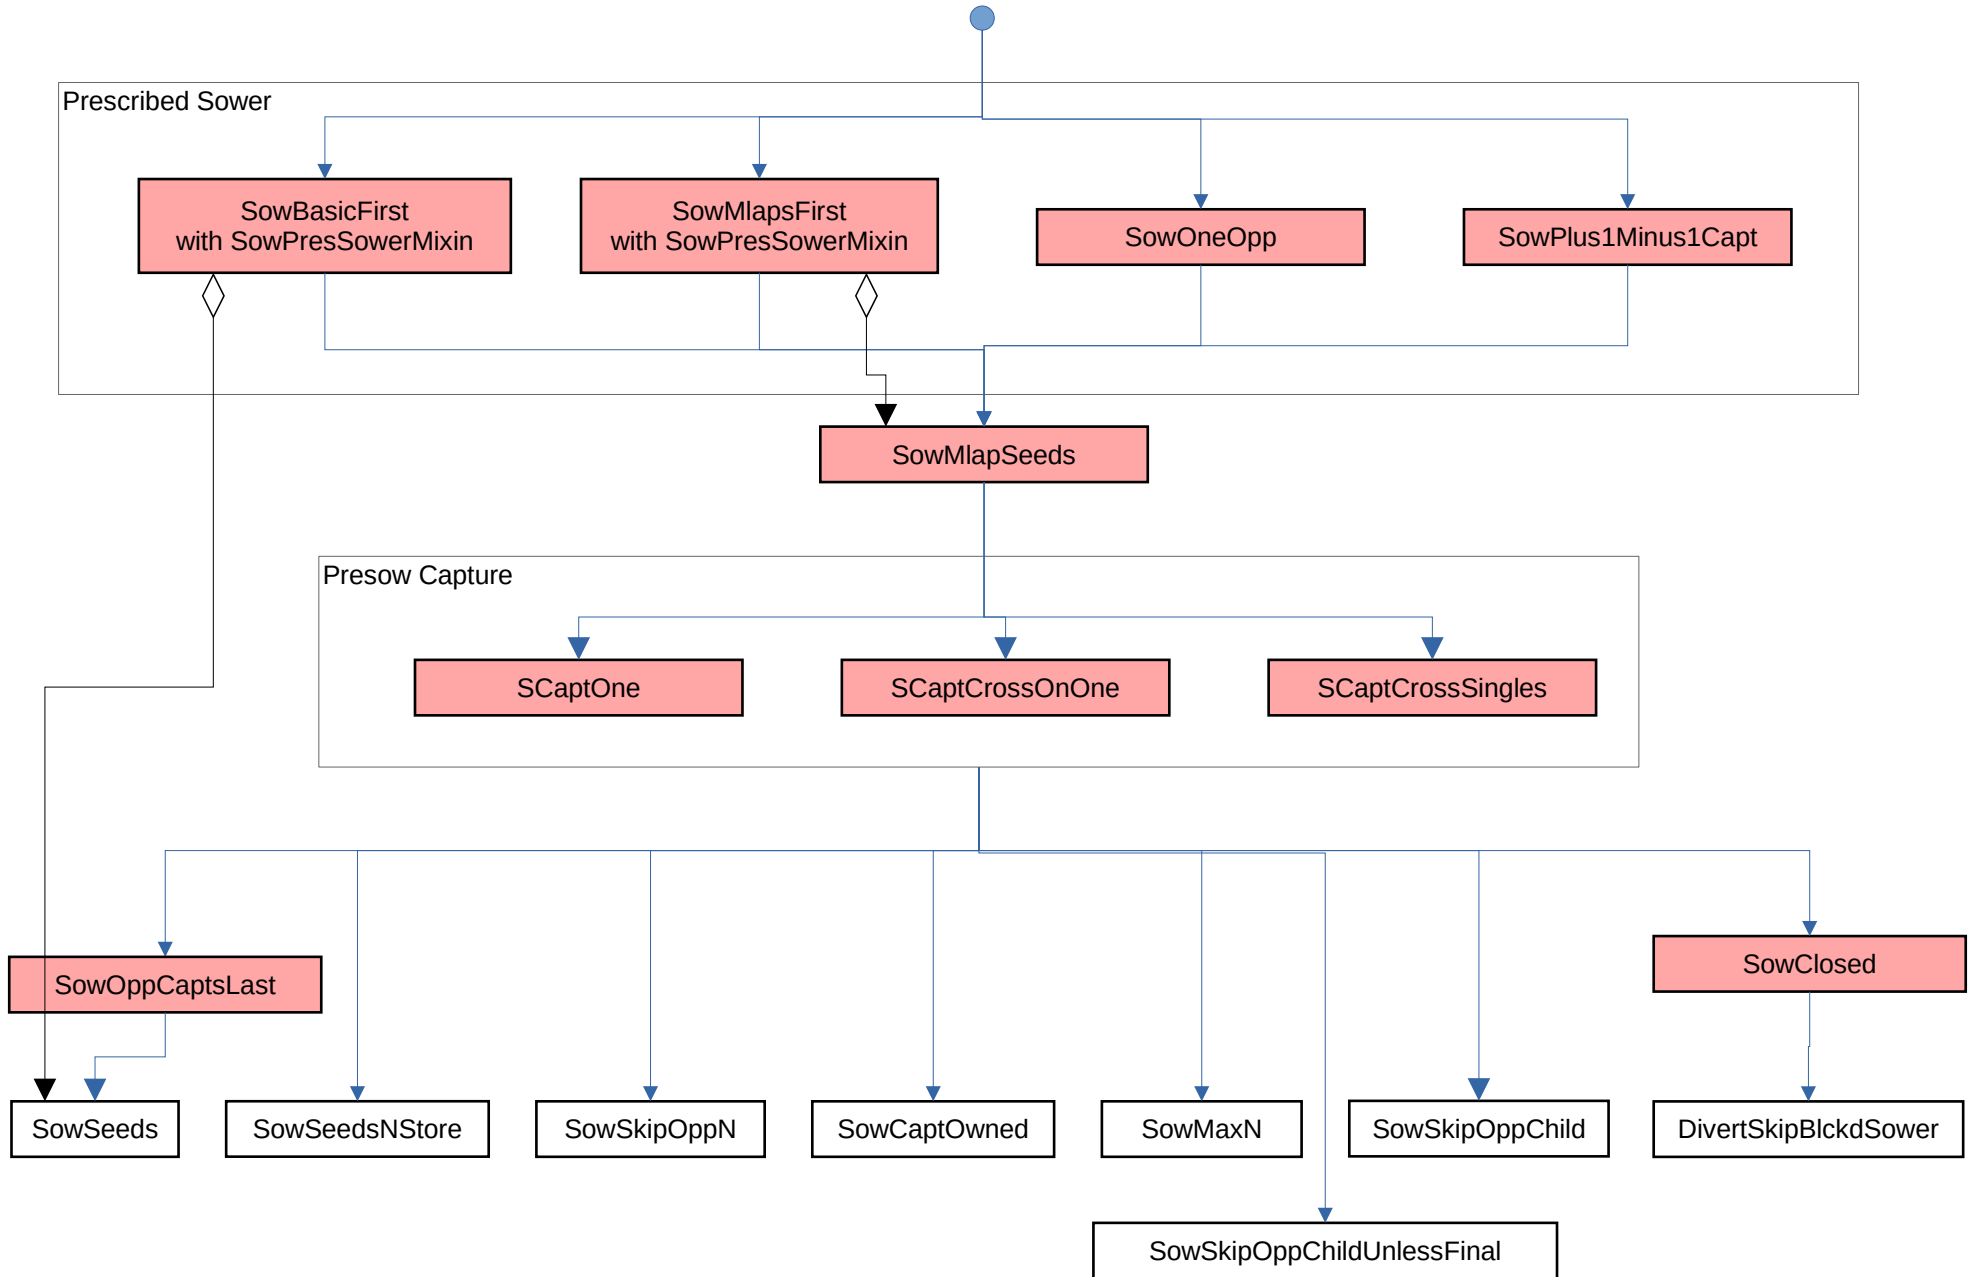 Prescribed Sower
SowBasicFirst
with SowPresSowerMixin
SowMlapsFirst
with SowPresSowerMixin
SowOneOpp
SowPlus1Minus1Capt
SowMlapSeeds
Presow Capture
SCaptOne
SCaptCrossOnOne
SCaptCrossSingles
SowOppCaptsLast
SowClosed
SowSeeds
SowSeedsNStore
SowSkipOppN
SowCaptOwned
SowMaxN
SowSkipOppChild
DivertSkipBlckdSower
SowSkipOppChildUnlessFinal